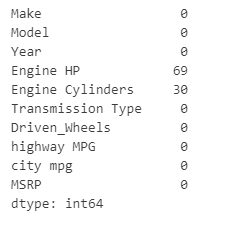 Make 0
Model 0
Year 0
Engine HP 69
Engine Cylinders 30
Transmission Type 0
Driven_Wheels 0
highway MPG 0
city mpg 0
MSRP 0
dtype: int64